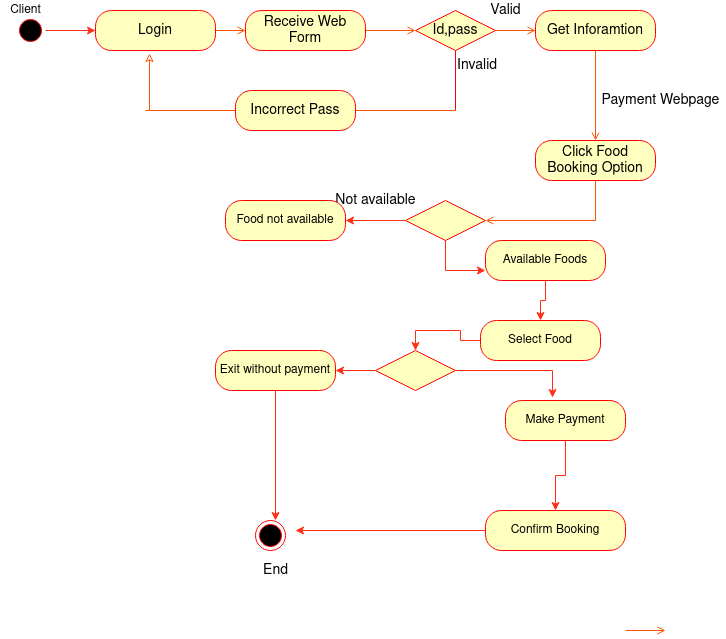 Client
Login
Receive Web
Form
Id,pass
Valid
Get Inforamtion
Invalid
Incorrect Pass
Payment Webpage
Click Food
Booking Option
Not available
Food not available
Available Foods
Select Food
Exit without payment
Make Payment
Confirm Booking
End